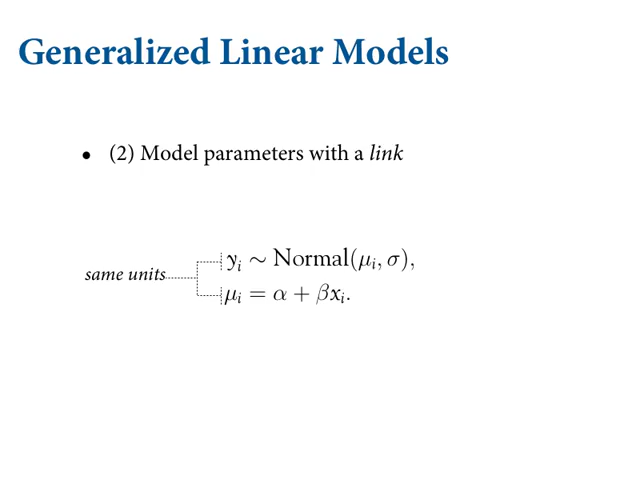 Generalized Linear Models
• (2) Model parameters with a link
y_i ~ Normal(μ_i, σ),
same units
μ_i = α + βx_i.